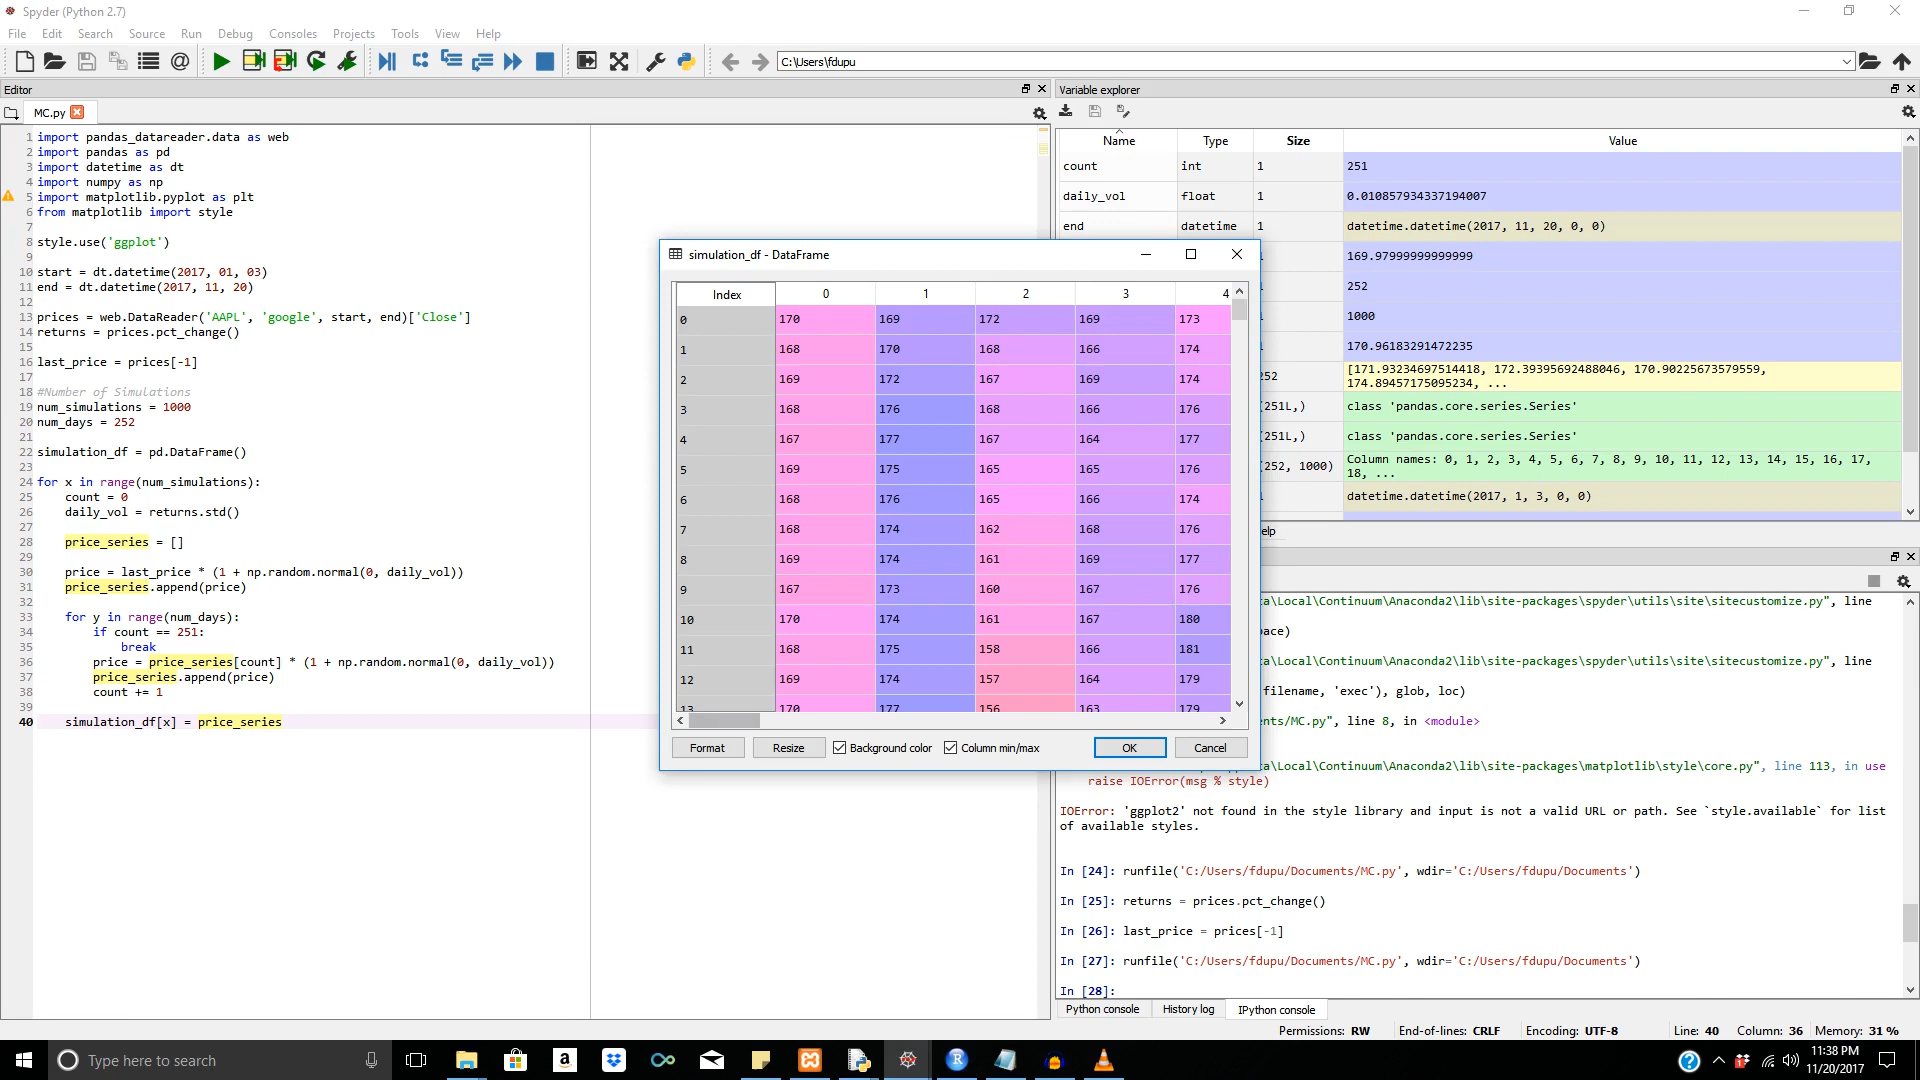 Spyder (Python 2.7)
File Edit Search Source Run Debug Consoles Projects Tools View Help
C:\Users\fdupu
Editor
MC.py
1 import pandas_datareader.data as web
2 import pandas as pd
3 import datetime as dt
4 import numpy as np
5 import matplotlib.pyplot as plt
6 from matplotlib import style
7
8 style.use('ggplot')
9
10 start = dt.datetime(2017, 01, 03)
11 end = dt.datetime(2017, 11, 20)
12
13 prices = web.DataReader('AAPL', 'google', start, end)['Close']
14 returns = prices.pct_change()
15
16 last_price = prices[-1]
17
18 #Number of Simulations
19 num_simulations = 1000
20 num_days = 252
21
22 simulation_df = pd.DataFrame()
23
24 for x in range(num_simulations):
25 count = 0
26 daily_vol = returns.std()
27
28 price_series = []
29
30 price = last_price * (1 + np.random.normal(0, daily_vol))
31 price_series.append(price)
32
33 for y in range(num_days):
34 if count == 251:
35 break
36 price = price_series[count] * (1 + np.random.normal(0, daily_vol))
37 price_series.append(price)
38 count += 1
39
40 simulation_df[x] = price_series
simulation_df - DataFrame
Index 0 1 2 3 4
0 170 169 172 169 173
1 168 170 168 166 174
2 169 172 167 169 174
3 168 176 168 166 176
4 167 177 167 164 177
5 169 175 165 165 176
6 168 176 165 166 174
7 168 174 162 168 176
8 169 174 161 169 177
9 167 173 160 167 176
10 170 174 161 167 180
11 168 175 158 166 181
12 169 174 157 164 179
13 170 177 156 163 179
Format Resize Background color Column min/max OK Cancel
Variable explorer
Name Type Size Value
count int 1 251
daily_vol float 1 0.010857934337194007
end datetime 1 datetime.datetime(2017, 11, 20, 0, 0)
169.97999999999999
252
1000
170.96183291472235
252 [171.93234697514418, 172.39395692488046, 170.90225673579559,
174.89457175095234, ...
(251L,) class 'pandas.core.series.Series'
(251L,) class 'pandas.core.series.Series'
(252, 1000) Column names: 0, 1, 2, 3, 4, 5, 6, 7, 8, 9, 10, 11, 12, 13, 14, 15, 16, 17,
18, ...
datetime.datetime(2017, 1, 3, 0, 0)
elp
ta\Local\Continuum\Anaconda2\lib\site-packages\spyder\utils\site\sitecustomize.py", line
pace)
ta\Local\Continuum\Anaconda2\lib\site-packages\spyder\utils\site\sitecustomize.py", line
filename, 'exec'), glob, loc)
nts/MC.py", line 8, in <module>
ta\Local\Continuum\Anaconda2\lib\site-packages\matplotlib\style\core.py", line 113, in use
raise IOError(msg % style)
IOError: 'ggplot2' not found in the style library and input is not a valid URL or path. See `style.available` for list
of available styles.
In [24]: runfile('C:/Users/fdupu/Documents/MC.py', wdir='C:/Users/fdupu/Documents')
In [25]: returns = prices.pct_change()
In [26]: last_price = prices[-1]
In [27]: runfile('C:/Users/fdupu/Documents/MC.py', wdir='C:/Users/fdupu/Documents')
In [28]:
Python console History log IPython console
Permissions: RW End-of-lines: CRLF Encoding: UTF-8 Line: 40 Column: 36 Memory: 31 %
Type here to search
11:38 PM
11/20/2017